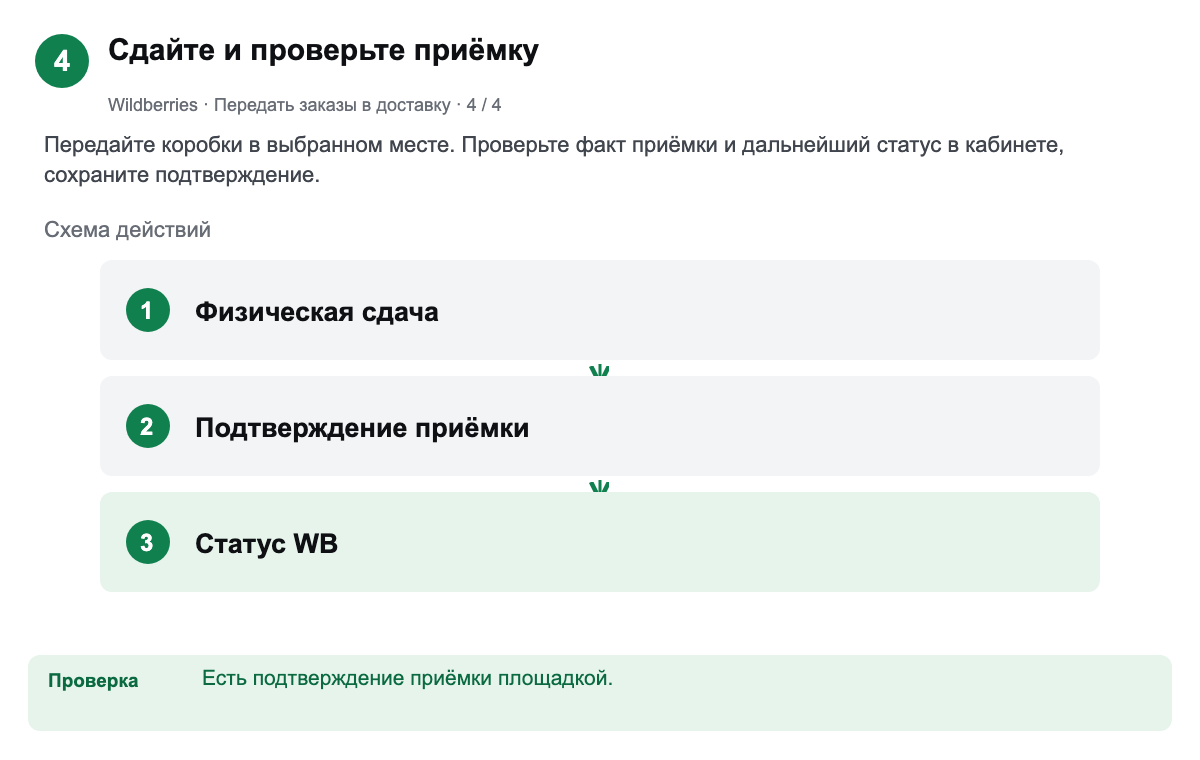 4
Сдайте и проверьте приёмку
Wildberries · Передать заказы в доставку · 4 / 4
Передайте коробки в выбранном месте. Проверьте факт приёмки и дальнейший статус в кабинете,
сохраните подтверждение.
Схема действий
1 Физическая сдача
2 Подтверждение приёмки
3 Статус WB
Проверка Есть подтверждение приёмки площадкой.